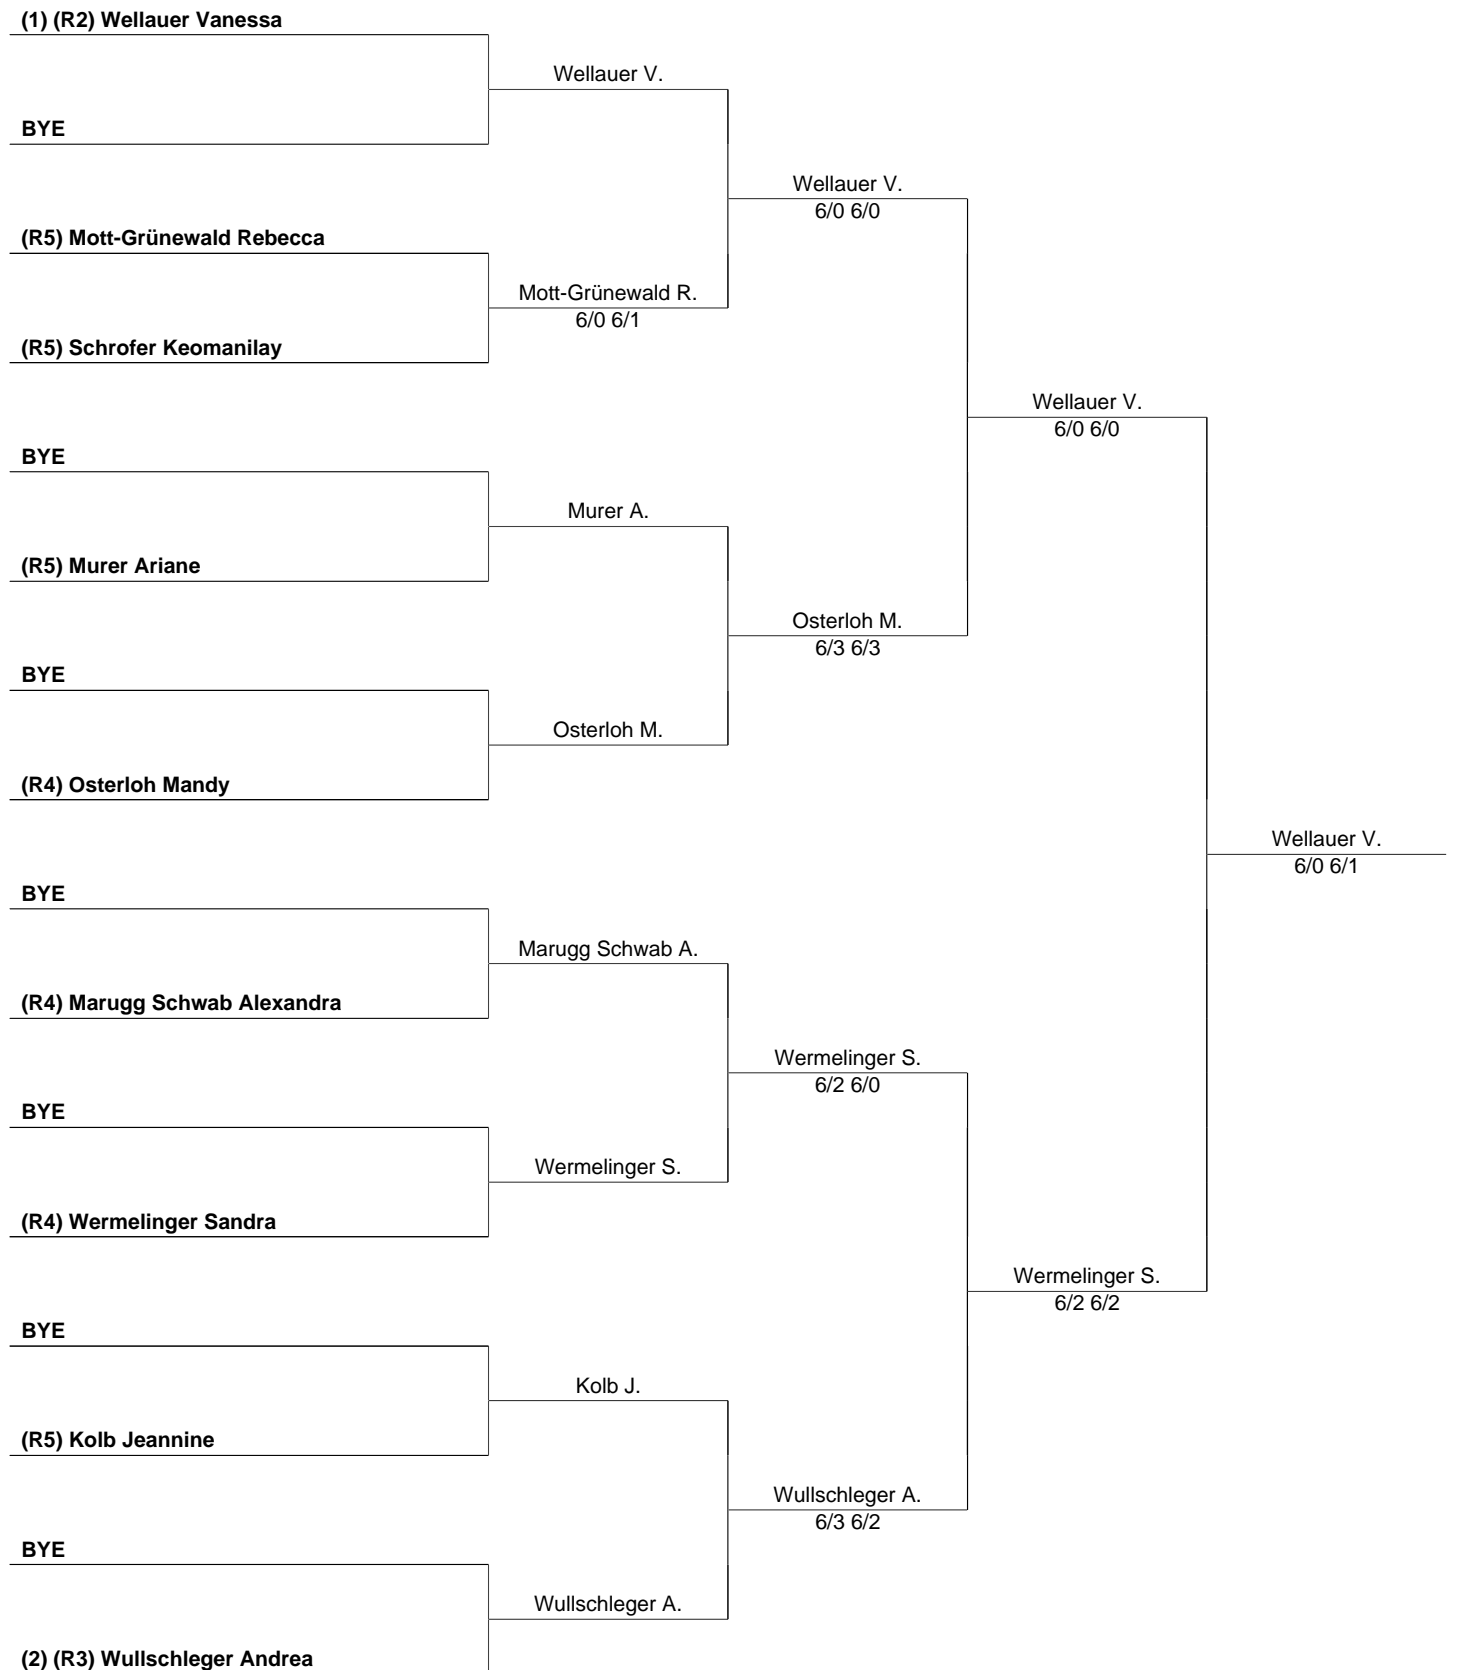 (1) (R2) Wellauer Vanessa
Wellauer V.
BYE
Wellauer V.
6/0 6/0
(R5) Mott-Grünewald Rebecca
Mott-Grünewald R.
6/0 6/1
(R5) Schrofer Keomanilay
Wellauer V.
6/0 6/0
BYE
Murer A.
(R5) Murer Ariane
Osterloh M.
6/3 6/3
BYE
Osterloh M.
(R4) Osterloh Mandy
Wellauer V.
6/0 6/1
BYE
Marugg Schwab A.
(R4) Marugg Schwab Alexandra
Wermelinger S.
6/2 6/0
BYE
Wermelinger S.
(R4) Wermelinger Sandra
Wermelinger S.
6/2 6/2
BYE
Kolb J.
(R5) Kolb Jeannine
Wullschleger A.
6/3 6/2
BYE
Wullschleger A.
(2) (R3) Wullschleger Andrea